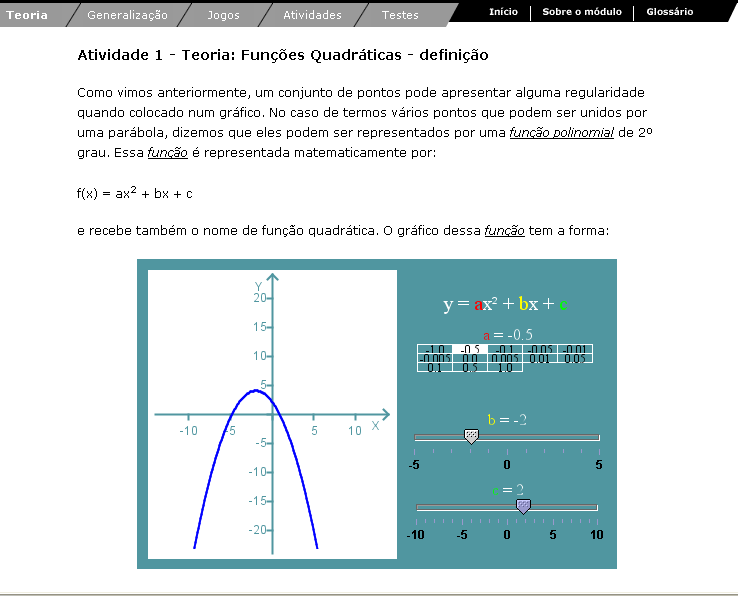 Teoria Generalização Jogos Atividades Testes Início Sobre o módulo Glossário
Atividade 1 - Teoria: Funções Quadráticas - definição
Como vimos anteriormente, um conjunto de pontos pode apresentar alguma regularidade
quando colocado num gráfico. No caso de termos vários pontos que podem ser unidos por
uma parábola, dizemos que eles podem ser representados por uma função polinomial de 2º
grau. Essa função é representada matematicamente por:
f(x) = ax² + bx + c
e recebe também o nome de função quadrática. O gráfico dessa função tem a forma:
Y
20
15
10
5
-10 -5 5 10 X
-5
-10
-15
-20
y = ax² + bx + c
a = -0.5
-1.0 -0.5 -0.1 -0.05 -0.01
-0.005 0.0 0.005 0.01 0.05
0.1 0.5 1.0
b = -2
-5 0 5
c = 2
-10 -5 0 5 10